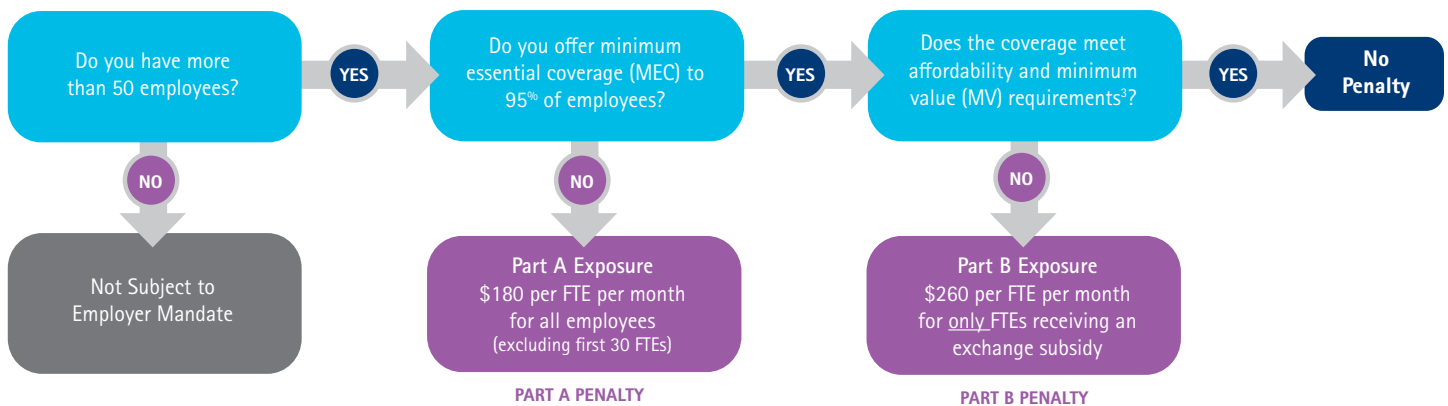 Do you have more
than 50 employees?
YES
Do you offer minimum
essential coverage (MEC) to
95% of employees?
YES
Does the coverage meet
affordability and minimum
value (MV) requirements³?
YES
No
Penalty
NO
NO
NO
Not Subject to
Employer Mandate
Part A Exposure
$180 per FTE per month
for all employees
(excluding first 30 FTEs)
Part B Exposure
$260 per FTE per month
for only FTEs receiving an
exchange subsidy
PART A PENALTY
PART B PENALTY